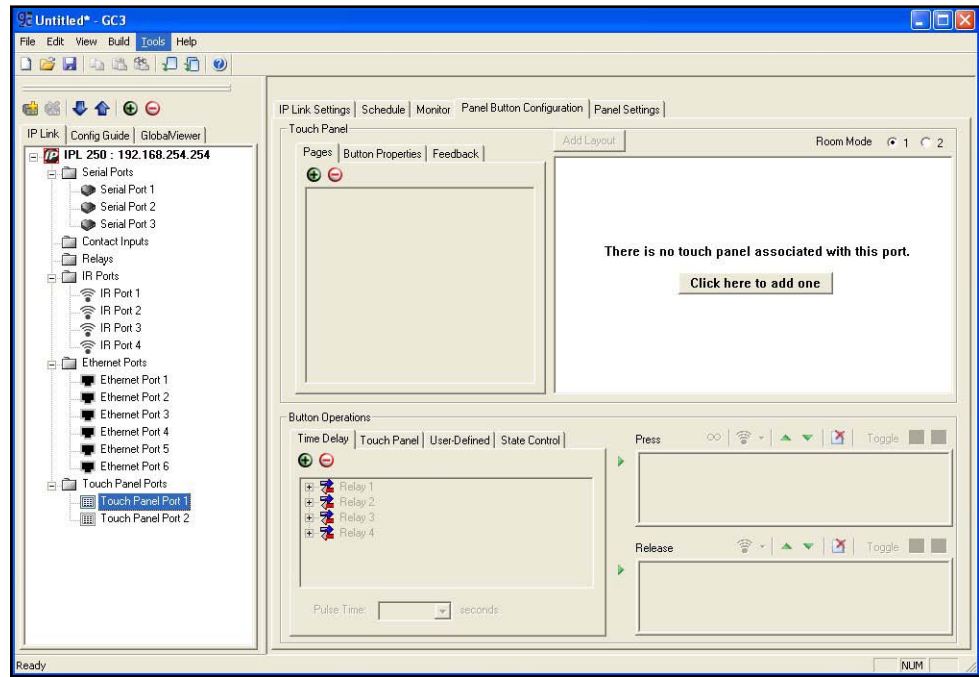 Untitled* - GC3
File Edit View Build Tools Help
IP Link Config Guide GlobalViewer
IPL 250 : 192.168.254.254
Serial Ports
Serial Port 1
Serial Port 2
Serial Port 3
Contact Inputs
Relays
IR Ports
IR Port 1
IR Port 2
IR Port 3
IR Port 4
Ethernet Ports
Ethernet Port 1
Ethernet Port 2
Ethernet Port 3
Ethernet Port 4
Ethernet Port 5
Ethernet Port 6
Touch Panel Ports
Touch Panel Port 1
Touch Panel Port 2
IP Link Settings Schedule Monitor Panel Button Configuration Panel Settings
Touch Panel
Pages Button Properties Feedback
Add Layout
Room Mode 1 2
There is no touch panel associated with this port.
Click here to add one
Button Operations
Time Delay Touch Panel User-Defined State Control
Relay 1
Relay 2
Relay 3
Relay 4
Pulse Time: seconds
Press Toggle
Release Toggle
Ready
NUM